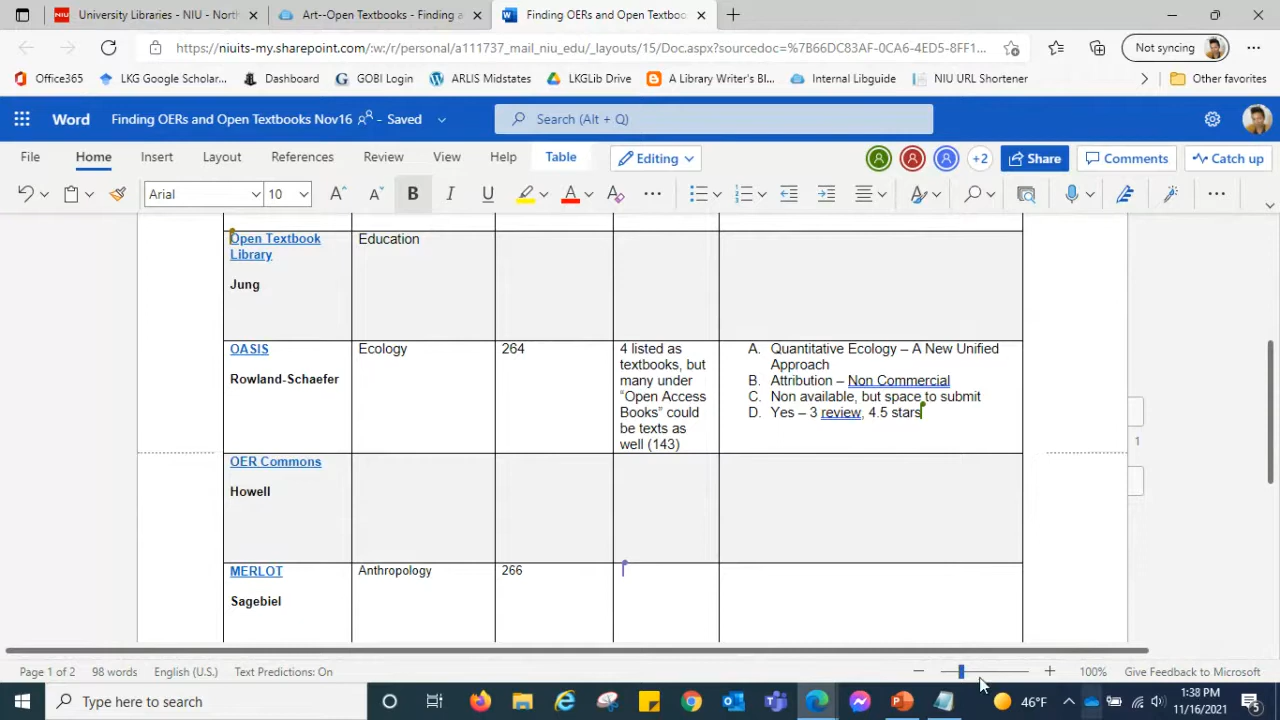 University Libraries - NIU - North
Art--Open Textbooks - Finding a
Finding OERs and Open Textboo
https://niuits-my.sharepoint.com/:w:/r/personal/a111737_mail_niu_edu/_layouts/15/Doc.aspx?sourcedoc=%7B66DC83AF-0CA6-4ED5-8FF1...
Not syncing
Office365
LKG Google Scholar...
Dashboard
GOBI Login
ARLIS Midstates
LKGLib Drive
A Library Writer's Bl...
Internal Libguide
NIU URL Shortener
Other favorites
Word
Finding OERs and Open Textbooks Nov16
- Saved
Search (Alt + Q)
File
Home
Insert
Layout
References
Review
View
Help
Table
Editing
+2
Share
Comments
Catch up
Arial
10
B
I
U
Open Textbook
Library
Jung
Education
OASIS
Rowland-Schaefer
Ecology
264
4 listed as
textbooks, but
many under
“Open Access
Books” could
be texts as
well (143)
A. Quantitative Ecology – A New Unified
Approach
B. Attribution – Non Commercial
C. Non available, but space to submit
D. Yes – 3 review, 4.5 stars
1
OER Commons
Howell
MERLOT
Sagebiel
Anthropology
266
Page 1 of 2
98 words
English (U.S.)
Text Predictions: On
100%
Give Feedback to Microsoft
Type here to search
46°F
1:38 PM
11/16/2021
5